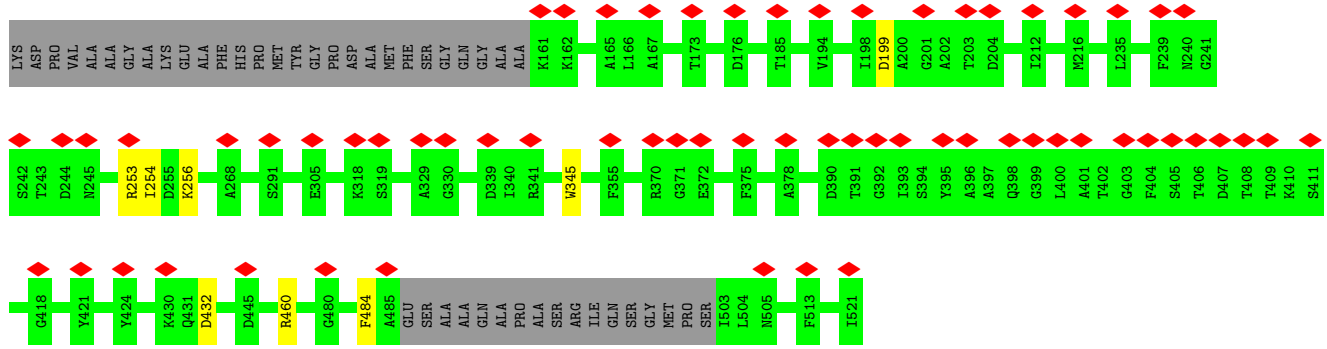 LYS ASP PRO VAL ALA ALA GLY ALA LYS GLU ALA PHE HIS PRO MET TYR GLY PRO ASP ALA MET PHE SER GLY GLN GLY ALA ALA K161 K162 A165 L166 A167 T173 D176 T185 V194 I198 D199 A200 G201 A202 T203 D204 I212 M216 L235 F239 N240 G241
S242 T243 D244 N245 R253 I254 D255 K256 A268 S291 E305 K318 S319 A329 G330 D339 I340 R341 W345 F355 R370 G371 E372 F375 A378 D390 T391 G392 I393 S394 Y395 A396 A397 Q398 G399 L400 A401 T402 G403 F404 S405 T406 D407 T408 T409 K410 S411
G418 Y421 Y424 K430 Q431 D432 D445 R460 G480 F484 A485 GLU SER ALA ALA GLN ALA PRO ALA SER ARG ILE GLN SER GLY MET PRO SER I503 L504 N505 F513 I521